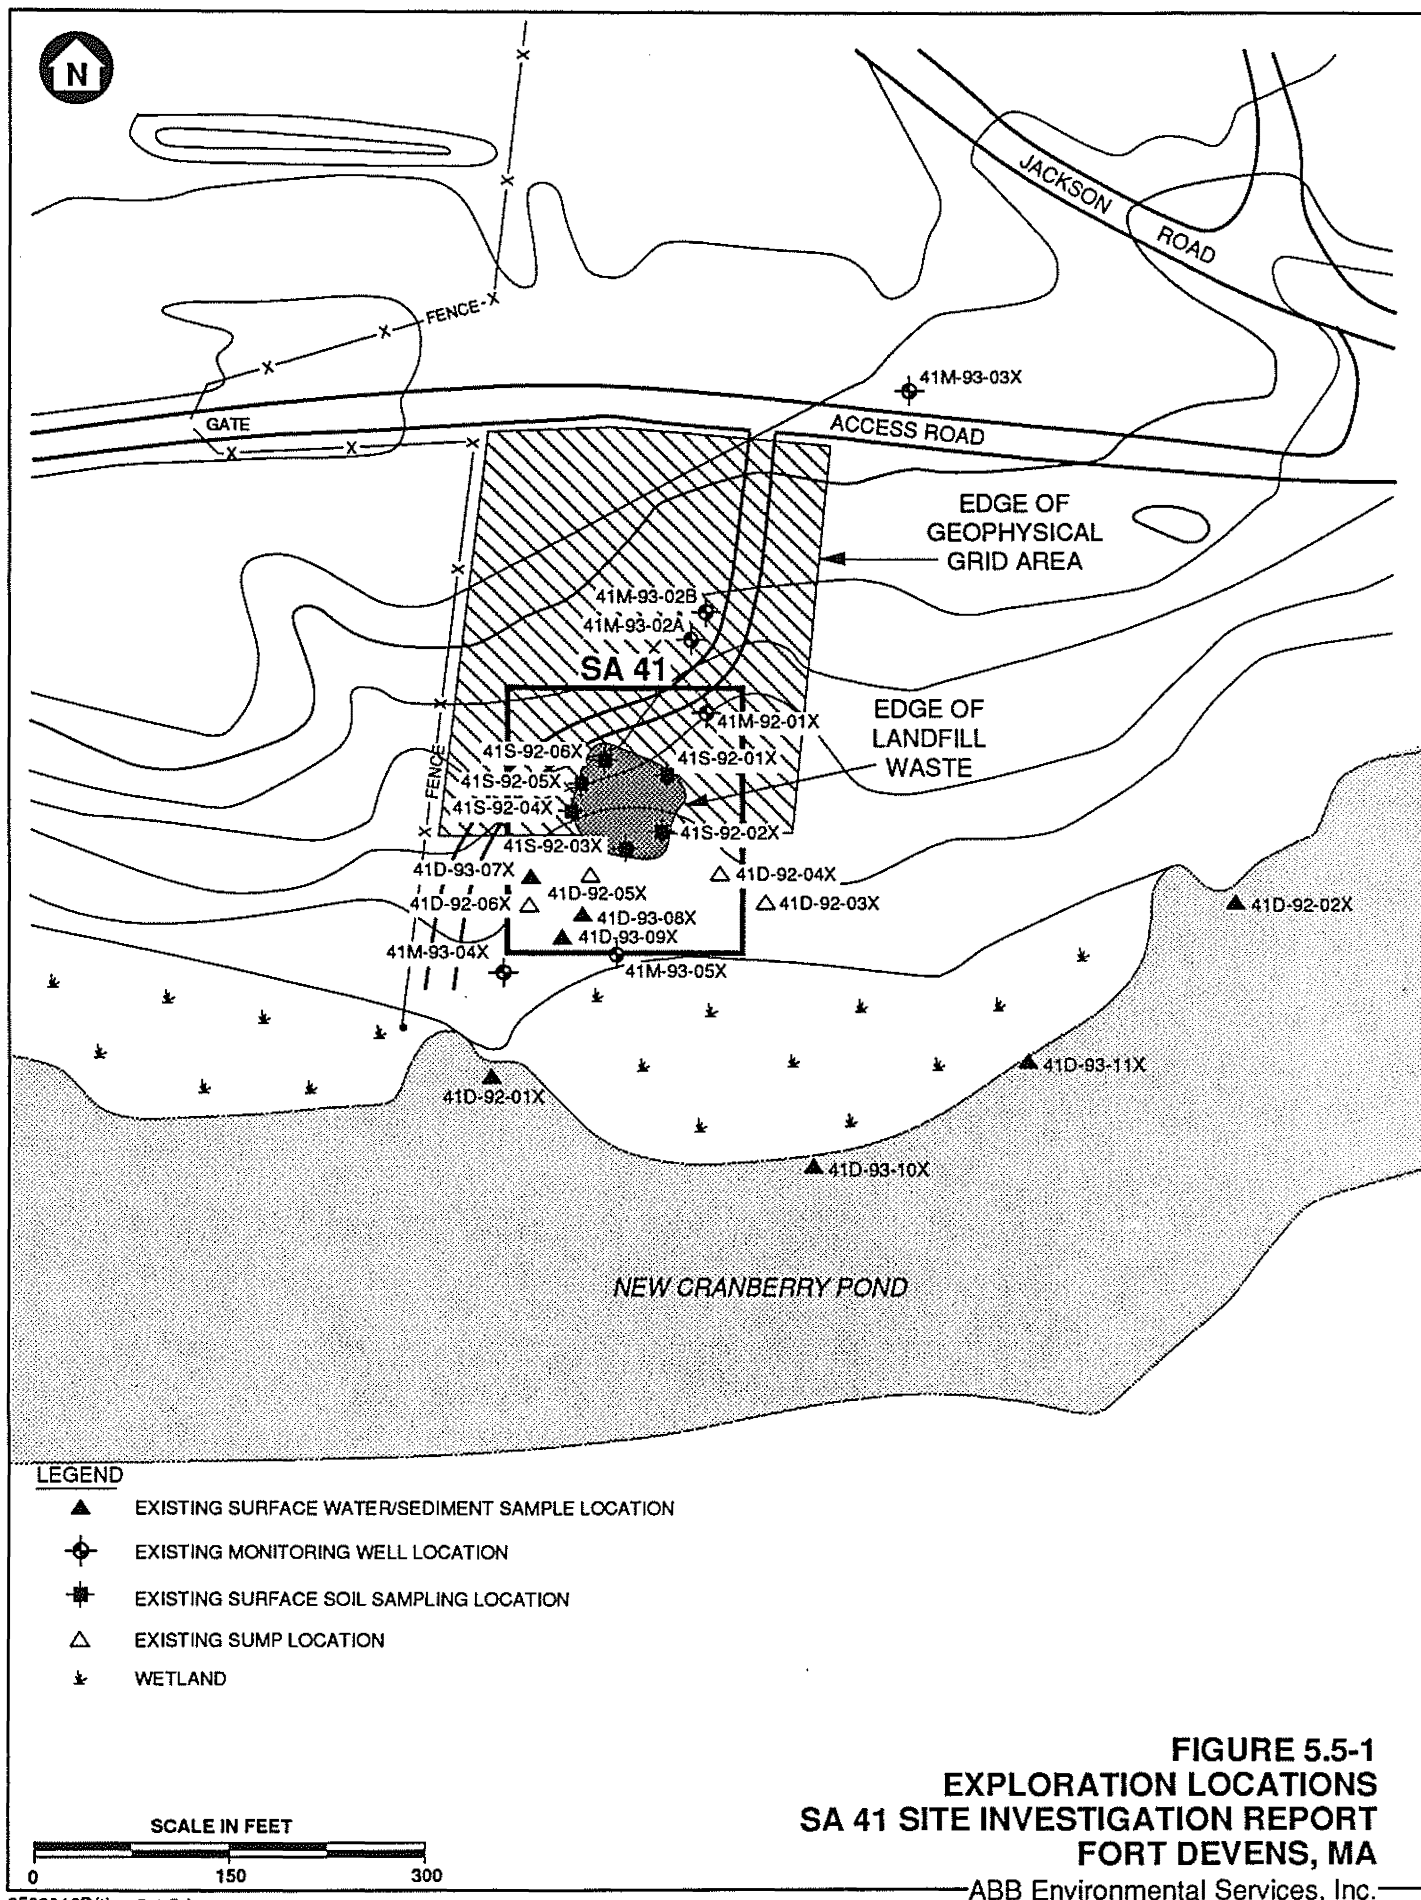 N
JACKSON
ROAD
FENCE
41M-93-03X
GATE
ACCESS ROAD
EDGE OF
GEOPHYSICAL
GRID AREA
41M-93-02B
41M-93-02A
SA 41
41M-92-01X
EDGE OF
LANDFILL
WASTE
FENCE
41S-92-06X
41S-92-01X
41S-92-05X
41S-92-04X
41S-92-02X
41S-92-03X
41D-93-07X
41D-92-05X
41D-92-04X
41D-92-06X
41D-93-08X
41D-92-03X
41D-92-02X
41D-93-09X
41M-93-04X
41M-93-05X
41D-93-11X
41D-92-01X
41D-93-10X
NEW CRANBERRY POND
LEGEND
EXISTING SURFACE WATER/SEDIMENT SAMPLE LOCATION
EXISTING MONITORING WELL LOCATION
EXISTING SURFACE SOIL SAMPLING LOCATION
EXISTING SUMP LOCATION
WETLAND
FIGURE 5.5-1
EXPLORATION LOCATIONS
SA 41 SITE INVESTIGATION REPORT
FORT DEVENS, MA
SCALE IN FEET
0 150 300
ABB Environmental Services, Inc.